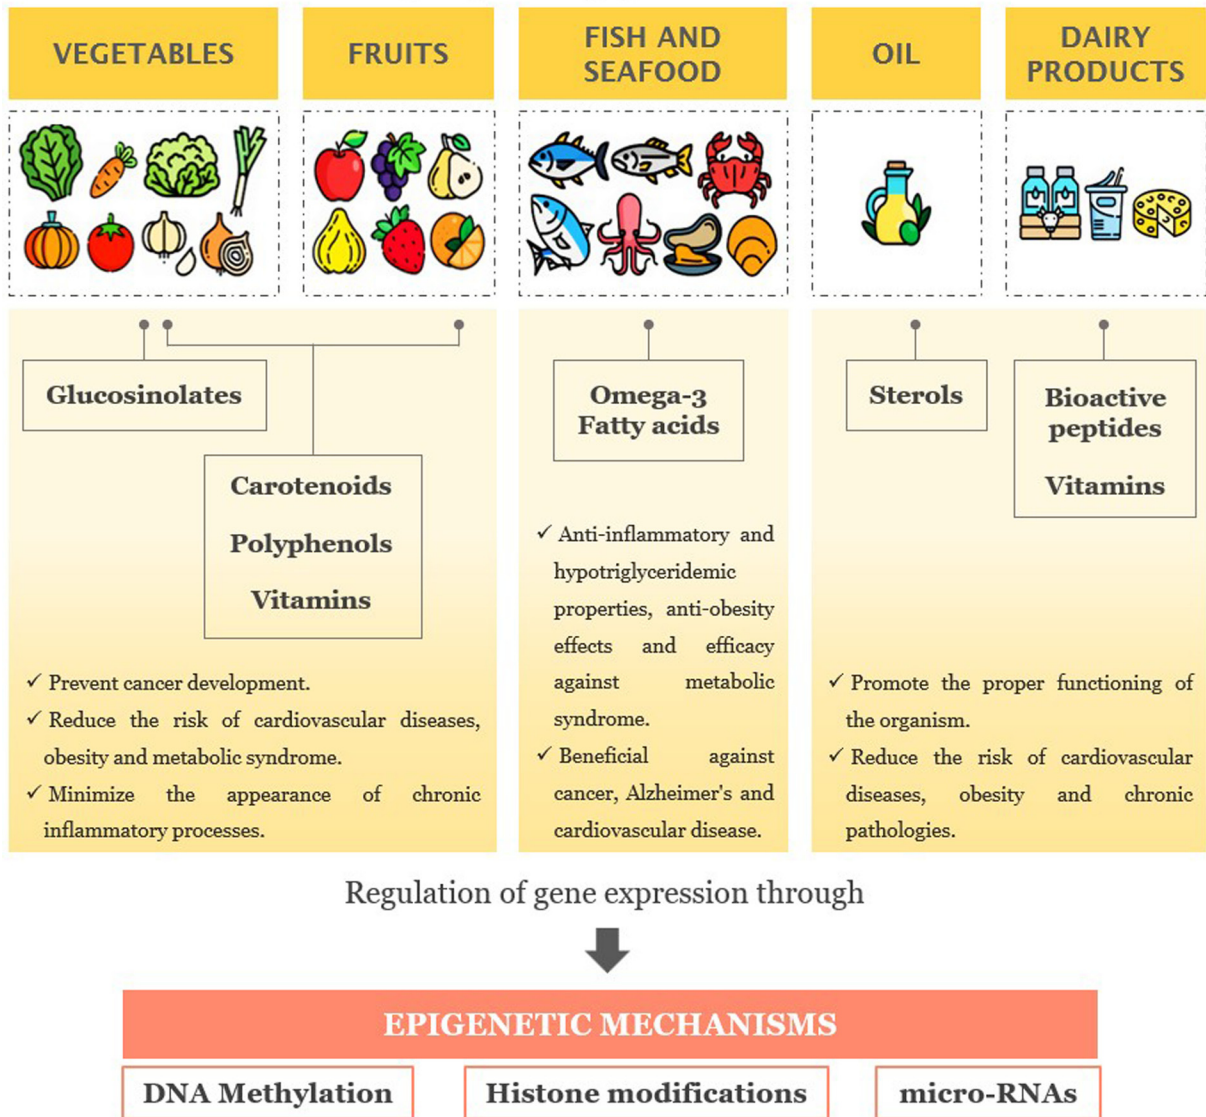 VEGETABLES
FRUITS
FISH AND
SEAFOOD
OIL
DAIRY
PRODUCTS
Glucosinolates
Carotenoids
Polyphenols
Vitamins
✓ Prevent cancer development.
✓ Reduce the risk of cardiovascular diseases,
obesity and metabolic syndrome.
✓ Minimize the appearance of chronic
inflammatory processes.
Omega-3
Fatty acids
✓ Anti-inflammatory and
hypotriglyceridemic
properties, anti-obesity
effects and efficacy
against metabolic
syndrome.
✓ Beneficial against
cancer, Alzheimer's and
cardiovascular disease.
Sterols
Bioactive
peptides
Vitamins
✓ Promote the proper functioning of
the organism.
✓ Reduce the risk of cardiovascular
diseases, obesity and chronic
pathologies.
Regulation of gene expression through
EPIGENETIC MECHANISMS
DNA Methylation
Histone modifications
micro-RNAs